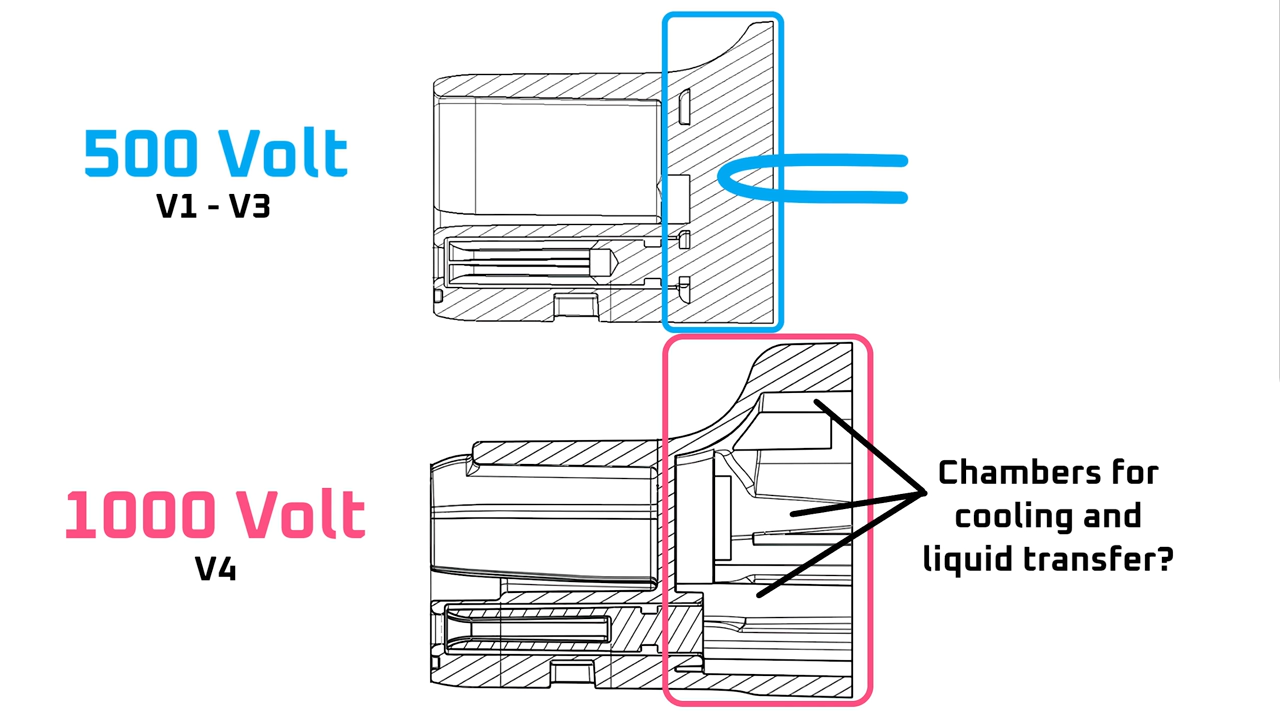 500 Volt
V1 - V3
1000 Volt
V4
Chambers for
cooling and
liquid transfer?